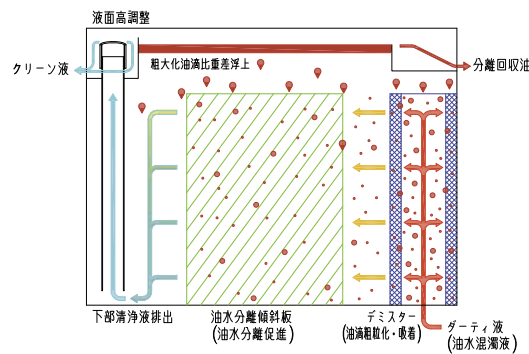 液面高調整
クリーン液
粗大化油滴比重差浮上
分離回収油
下部清浄液排出
油水分離傾斜板
(油水分離促進)
デミスター
(油滴粗粒化・吸着)
ダーティ液
(油水混濁液)